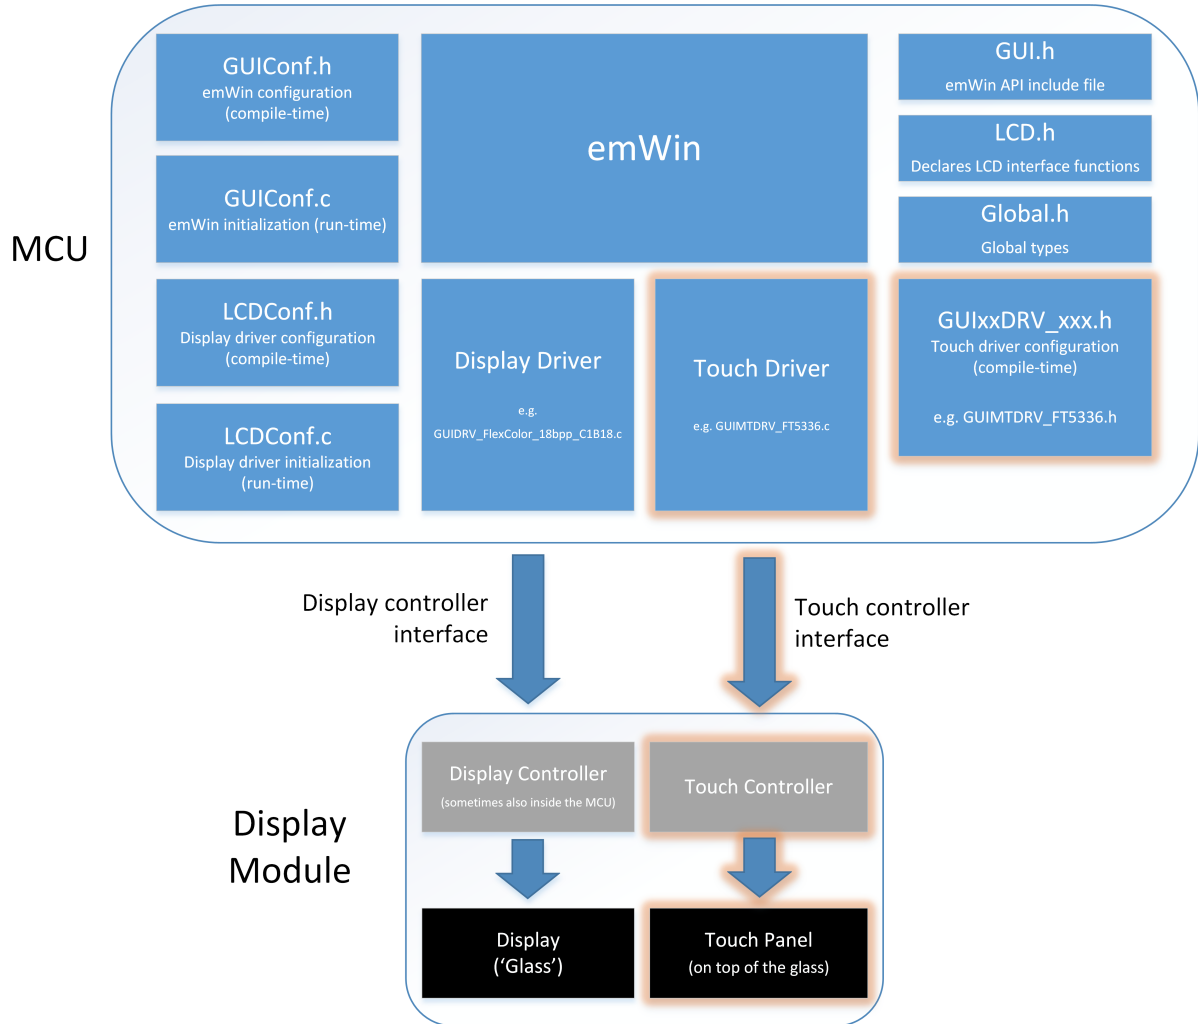 MCU
GUIConf.h
emWin configuration
(compile-time)
GUIConf.c
emWin initialization (run-time)
LCDConf.h
Display driver configuration
(compile-time)
LCDConf.c
Display driver initialization
(run-time)
emWin
Display Driver
e.g.
GUIDRV_FlexColor_18bpp_C1B18.c
Touch Driver
e.g. GUIMTDRV_FT5336.c
GUI.h
emWin API include file
LCD.h
Declares LCD interface functions
Global.h
Global types
GUIxxDRV_xxx.h
Touch driver configuration
(compile-time)
e.g. GUIMTDRV_FT5336.h
Display controller
interface
Touch controller
interface
Display
Module
Display Controller
(sometimes also inside the MCU)
Touch Controller
Display
(‘Glass’)
Touch Panel
(on top of the glass)